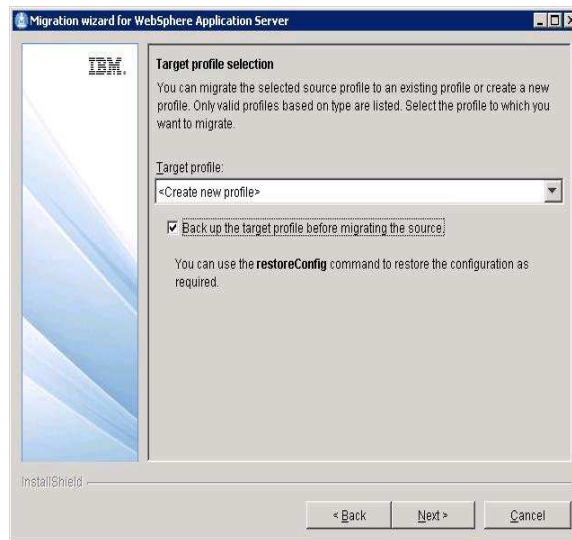 Migration wizard for WebSphere Application Server
IBM.
Target profile selection
You can migrate the selected source profile to an existing profile or create a new
profile. Only valid profiles based on type are listed. Select the profile to which you
want to migrate.
Target profile:
<Create new profile>
Back up the target profile before migrating the source.
You can use the restoreConfig command to restore the configuration as
required.
InstallShield
< Back
Next >
Cancel